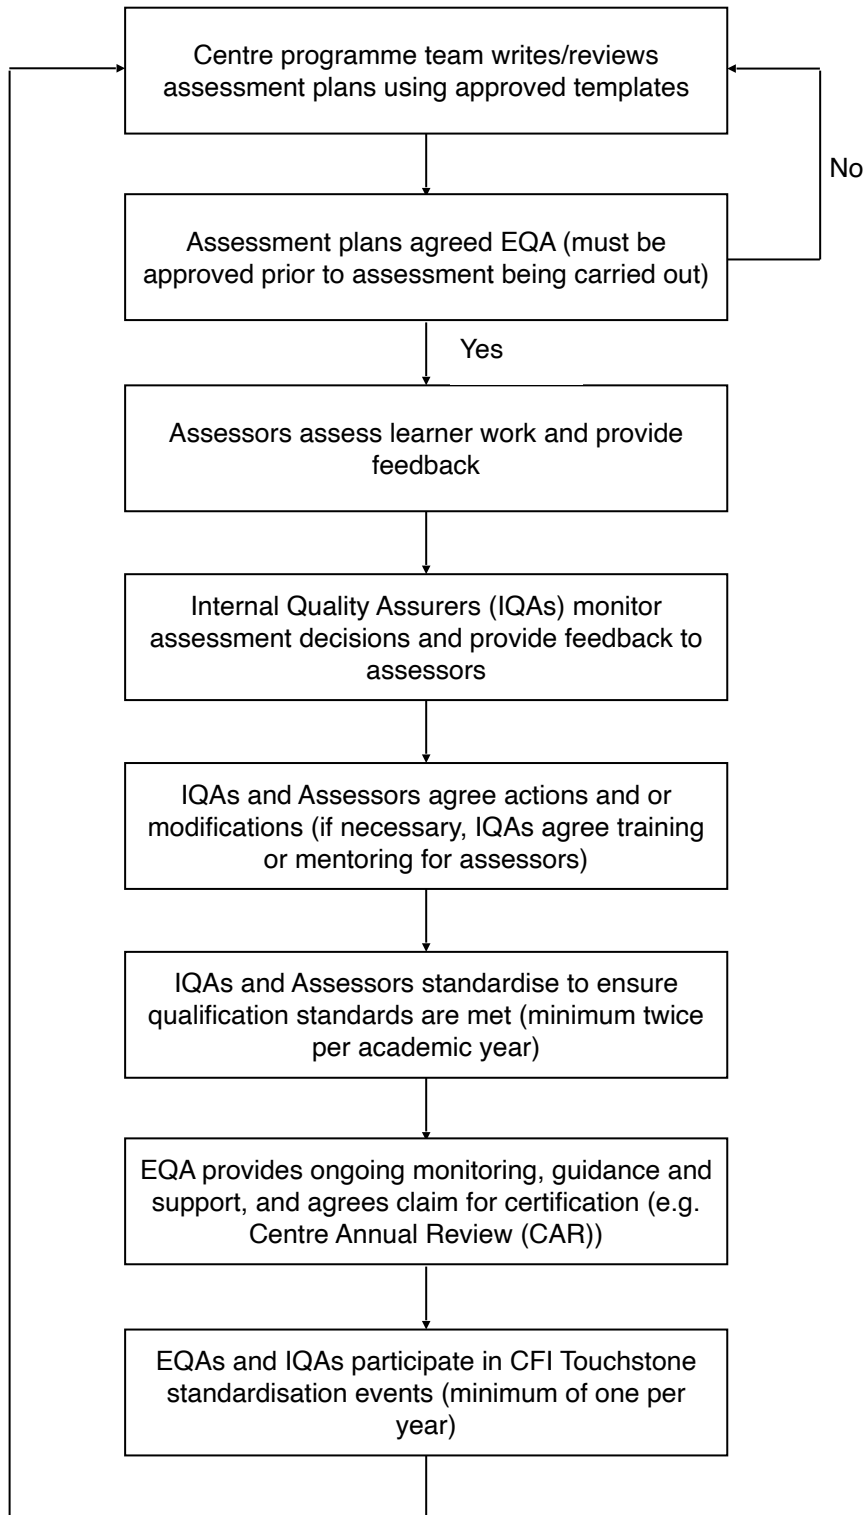 Centre programme team writes/reviews
assessment plans using approved templates
No
Assessment plans agreed EQA (must be
approved prior to assessment being carried out)
Yes
Assessors assess learner work and provide
feedback
Internal Quality Assurers (IQAs) monitor
assessment decisions and provide feedback to
assessors
IQAs and Assessors agree actions and or
modifications (if necessary, IQAs agree training
or mentoring for assessors)
IQAs and Assessors standardise to ensure
qualification standards are met (minimum twice
per academic year)
EQA provides ongoing monitoring, guidance and
support, and agrees claim for certification (e.g.
Centre Annual Review (CAR))
EQAs and IQAs participate in CFI Touchstone
standardisation events (minimum of one per
year)